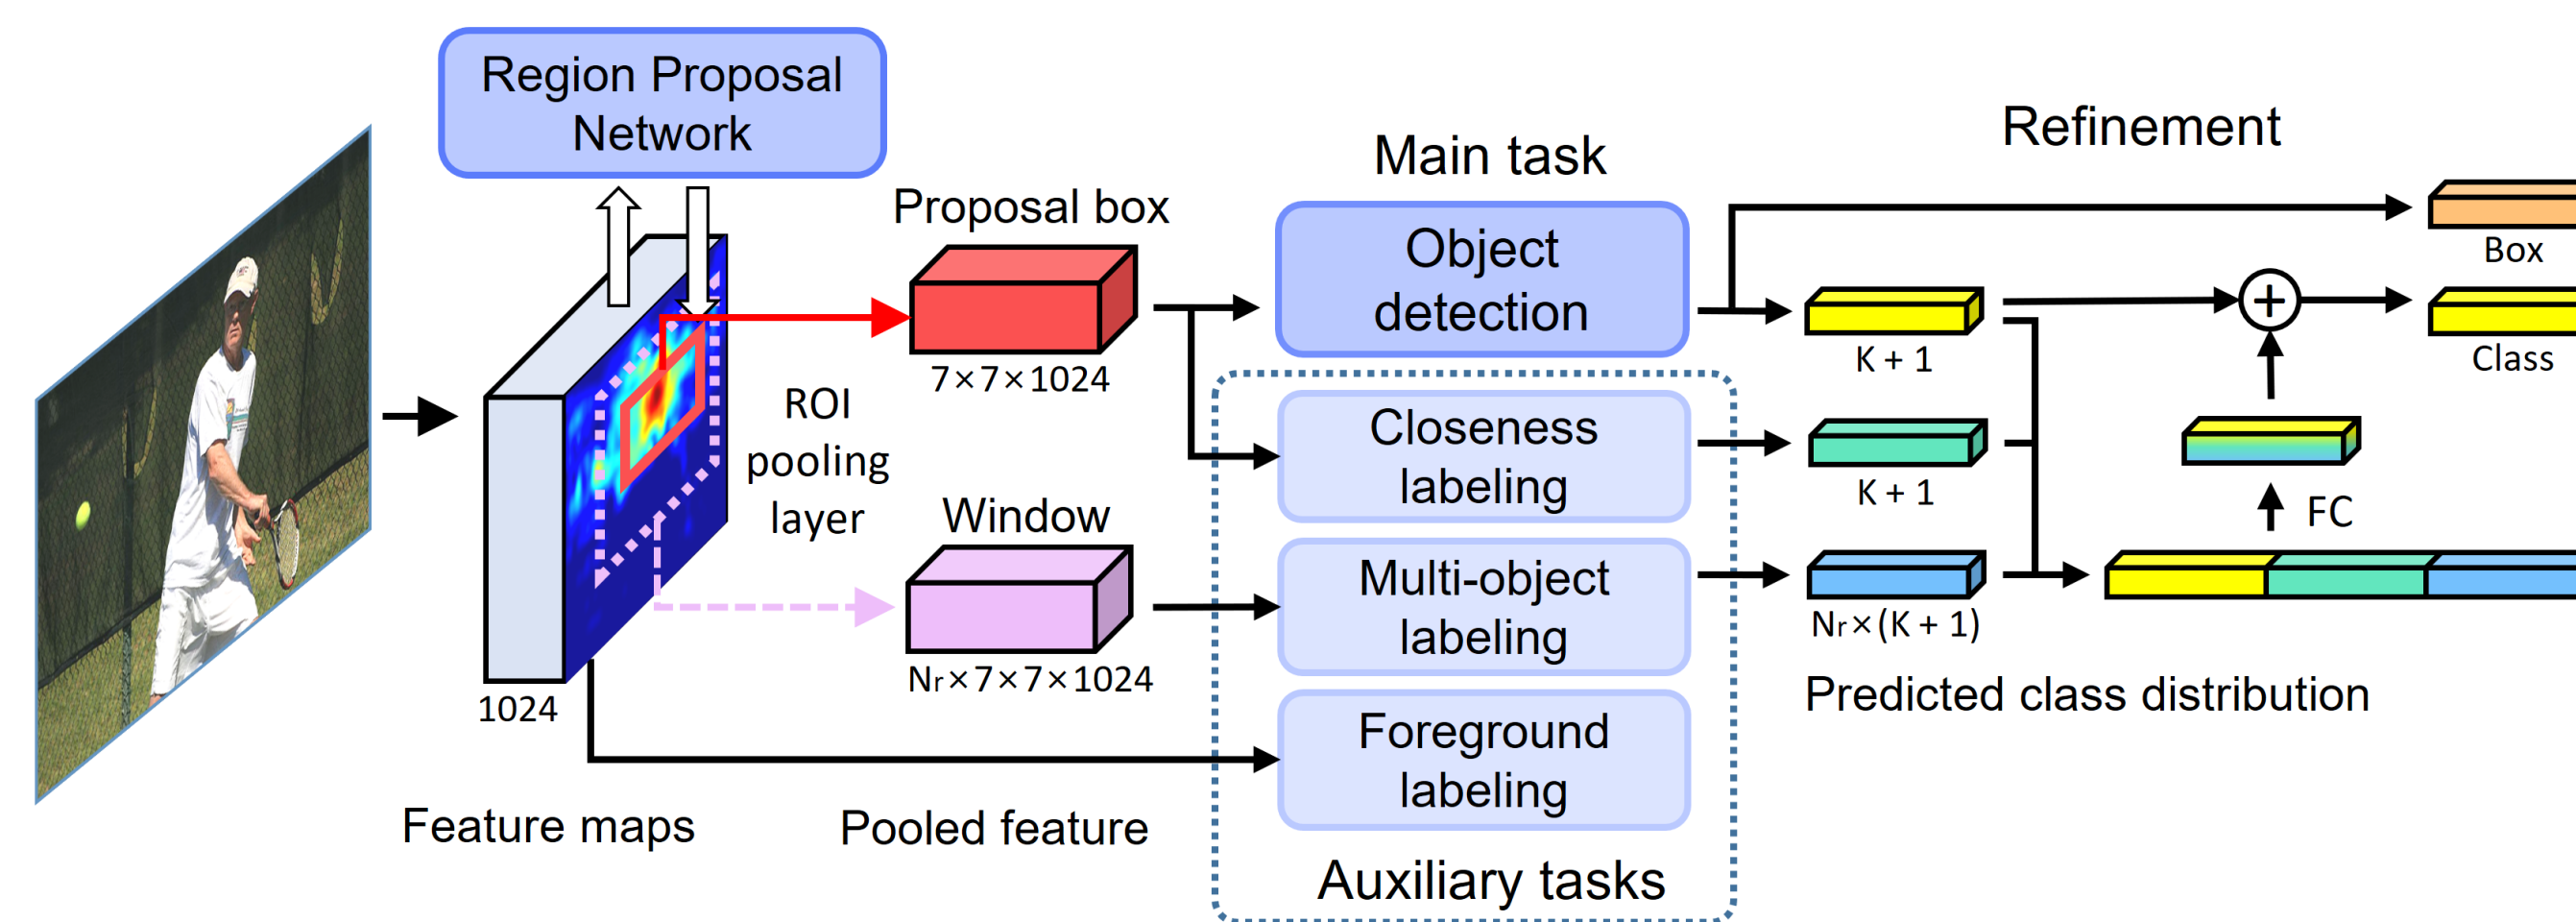 Region Proposal
Network
Refinement
Main task
Proposal box
Object
detection
Box
7×7×1024
K + 1
Class
ROI
pooling
layer
Closeness
labeling
K + 1
FC
Window
Multi-object
labeling
Nr×7×7×1024
Nr×(K + 1)
1024
Predicted class distribution
Foreground
labeling
Feature maps
Pooled feature
Auxiliary tasks